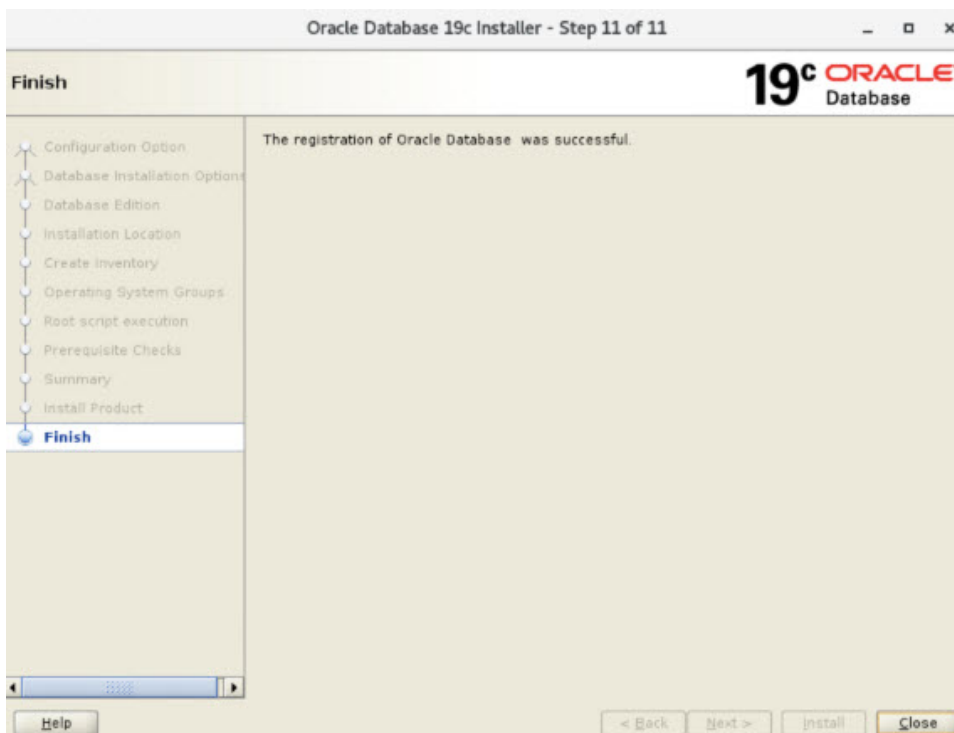 Oracle Database 19c Installer - Step 11 of 11
Finish
19c ORACLE
Database
Configuration Option
Database Installation Options
Database Edition
Installation Location
Create Inventory
Operating System Groups
Root script execution
Prerequisite Checks
Summary
Install Product
Finish
The registration of Oracle Database was successful.
Help
< Back
Next >
Install
Close